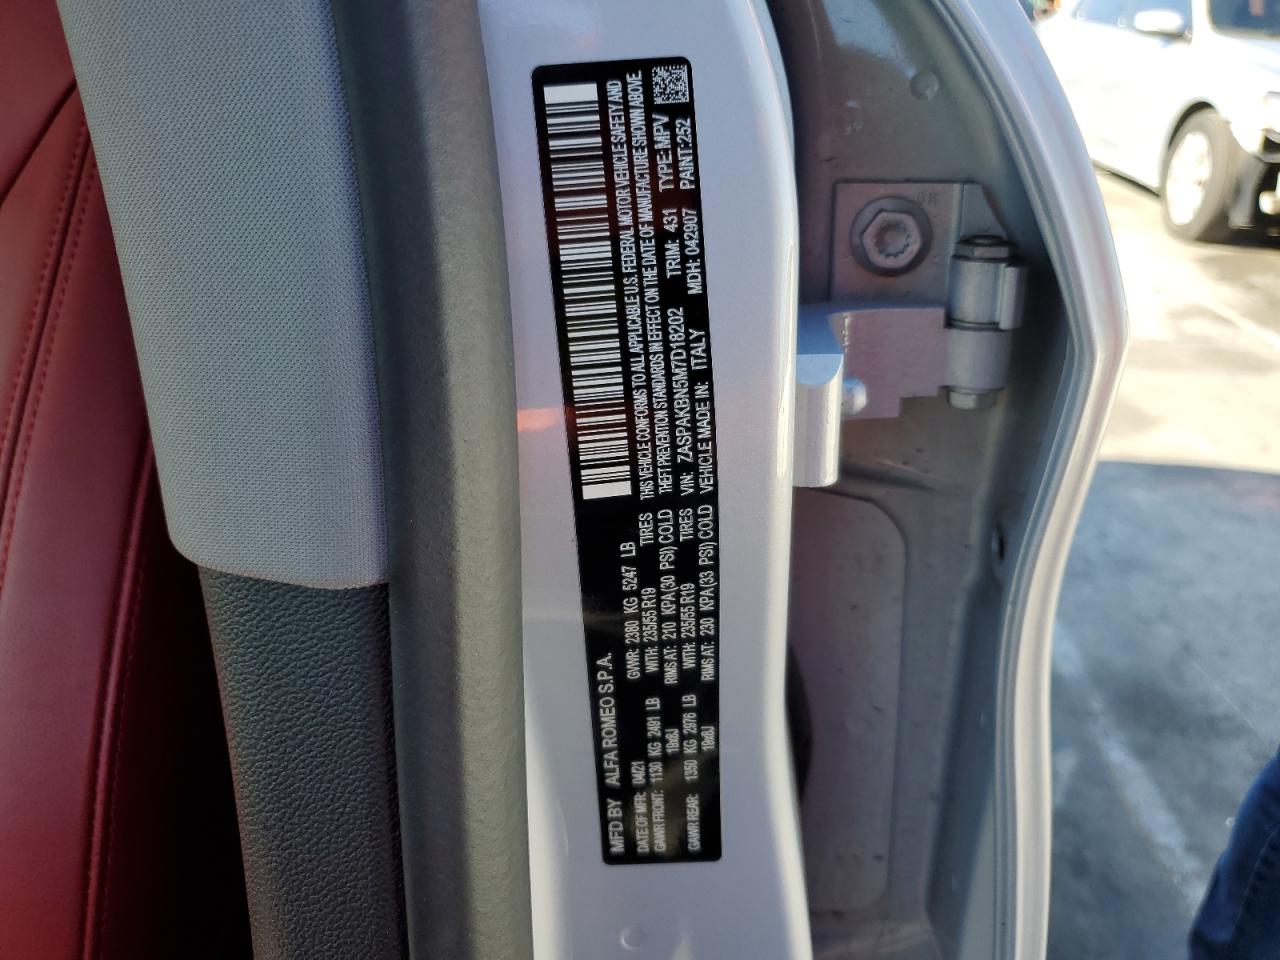 MFD BY ALFA ROMEO S.P.A.
DATE OF MFR: 04/21 GVWR: 2380 KG 5247 LB TIRES
GAWR FRONT: 1130 KG 2491 LB WITH: 235/55 R19
19x8J RIMS AT: 210 KPA(30 PSI) COLD
GAWR REAR: 1350 KG 2976 LB WITH: 235/55 R19 TIRES
19x8J RIMS AT: 230 KPA(33 PSI) COLD
THIS VEHICLE CONFORMS TO ALL APPLICABLE U.S. FEDERAL MOTOR VEHICLE SAFETY AND
THEFT PREVENTION STANDARDS IN EFFECT ON THE DATE OF MANUFACTURE SHOWN ABOVE.
VIN: ZASPAKBN5M7D18202 TRIM: 431 TYPE: MPV
VEHICLE MADE IN: ITALY MDH: 042907 PAINT: 252